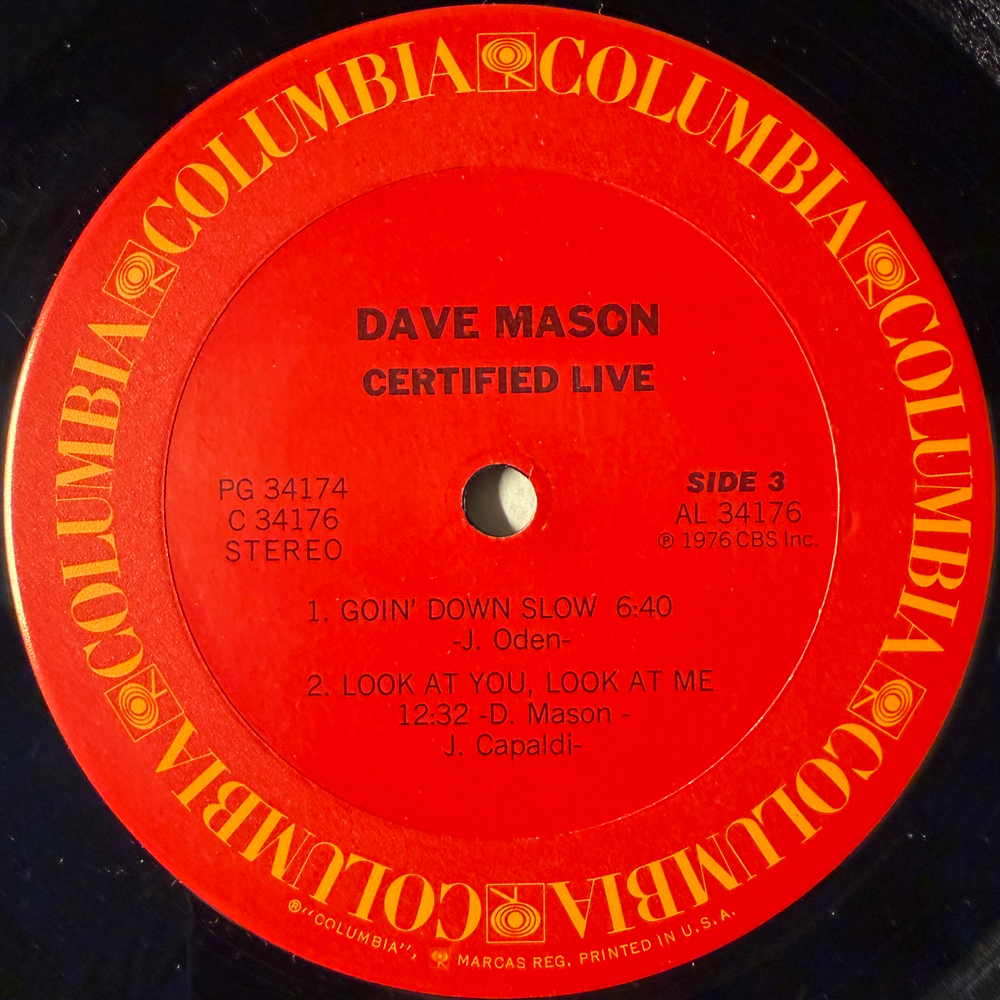 COLUMBIA COLUMBIA COLUMBIA COLUMBIA COLUMBIA COLUMBIA
DAVE MASON
CERTIFIED LIVE
PG 34174
C 34176
STEREO
SIDE 3
AL 34176
℗ 1976 CBS Inc.
1. GOIN' DOWN SLOW 6:40
-J. Oden-
2. LOOK AT YOU, LOOK AT ME
12:32 -D. Mason -
J. Capaldi-
®"COLUMBIA", MARCAS REG. PRINTED IN U.S.A.